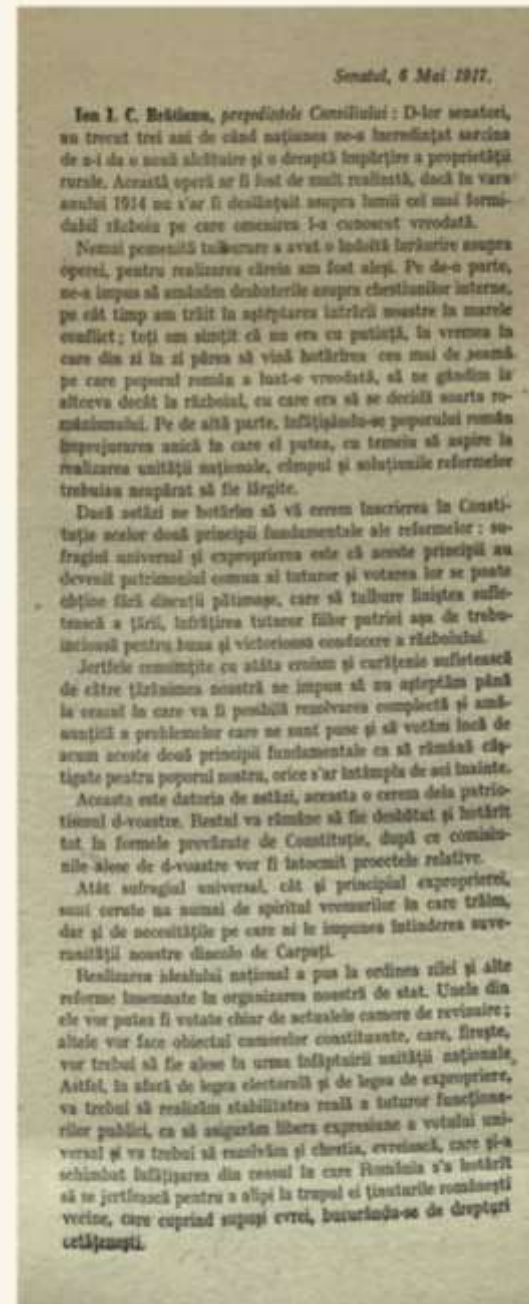 Senatul, 6 Mai 1917.
Ion I. C. Brătianu, președintele Consiliului: D-lor senatori,
au trecut trei ani de când națiunea ne-a încredințat sarcina
de a-i da o nouă alcătuire și o dreaptă împărțire a proprietății
rurale. Această operă ar fi fost de mult realizată, dacă în vara
anului 1914 nu s'ar fi deslănțuit asupra lumii cel mai formi-
dabil războiu pe care omenirea l-a cunoscut vreodată.
Nemai pomenită tulburare a avut o îndoită înrâurire asupra
operei, pentru realizarea căreia am fost aleși. Pe de-o parte,
ne-a impus să amânăm desbaterile asupra chestiunilor interne,
pe cât timp am trăit în așteptarea intrării noastre în marele
conflict; toți am simțit că nu era cu putință, în vremea în
care din zi în zi părea să vină hotărîrea cea mai de seamă
pe care poporul român a luat-o vreodată, să ne gândim la
altceva decât la războiul, cu care era să se decidă soarta ro-
mânismului. Pe de altă parte, înfățișându-se poporului român
împrejurarea unică în care el putea, cu temeiu să aspire la
realizarea unității naționale, câmpul și soluțiunile reformelor
trebuiau neapărat să fie lărgite.
Dacă astăzi ne hotărîm să vă cerem înscrierea în Consti-
tuție acelor două principii fundamentale ale reformelor: su-
fragiul universal și exproprierea este că aceste principii au
devenit patrimoniul comun al tuturor și votarea lor se poate
obține fără discuții pătimașe, care să tulbure liniștea sufle-
tească a țării, înfrățirea tuturor fiilor patriei așa de trebu-
incioasă pentru buna și victorioasa conducere a războiului.
Jertfele consimțite cu atâta eroism și curățenie sufletească
de către țărănimea noastră ne impun să nu așteptăm până
la ceasul în care va fi posibilă rezolvarea complectă și amă-
nunțită a problemelor care ne sunt puse și să votăm încă de
acum aceste două principii fundamentale ca să rămână câș-
tigate pentru poporul nostru, orice s'ar întâmpla de aci înainte.
Aceasta este datoria de astăzi, aceasta o cerem dela patrio-
tismul d-voastre. Restul va rămâne să fie desbătut și hotărît
tot în formele prevăzute de Constituție, după ce comisiu-
nile alese de d-voastre vor fi întocmit proectele relative.
Atât sufragiul universal, cât și principiul exproprierei,
sunt cerute nu numai de spiritul vremurilor în care trăim,
dar și de necesitățile pe care ni le impunea întinderea suve-
ranității noastre dincolo de Carpați.
Realizarea idealului național a pus la ordinea zilei și alte
reforme însemnate în organizarea noastră de stat. Unele din
ele vor putea fi votate chiar de actualele camere de revizuire;
altele vor face obiectul camerelor constituante, care, firește,
vor trebui să fie alese în urma înfăptuirii unității naționale,
Astfel, în afară de legea electorală și de legea de expropriere,
va trebui să realizăm stabilitatea reală a tuturor funcționa-
rilor publici, ca să asigurăm libera expresiune a votului uni-
versal și va trebui să rezolvăm și chestia, evreiască, care și-a
schimbat înfățișarea din ceasul în care România s'a hotărît
să se jertfească pentru a alipi la trupul ei ținuturile românești
vecine, care cuprind supuși evrei, bucurându-se de drepturi
cetățenești.